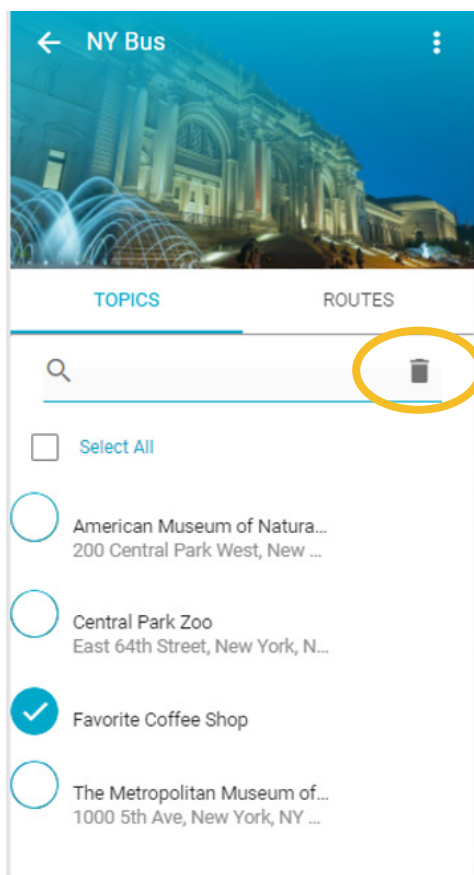 NY Bus
TOPICS
ROUTES
Select All
American Museum of Natura...
200 Central Park West, New ...
Central Park Zoo
East 64th Street, New York, N...
Favorite Coffee Shop
The Metropolitan Museum of...
1000 5th Ave, New York, NY ...